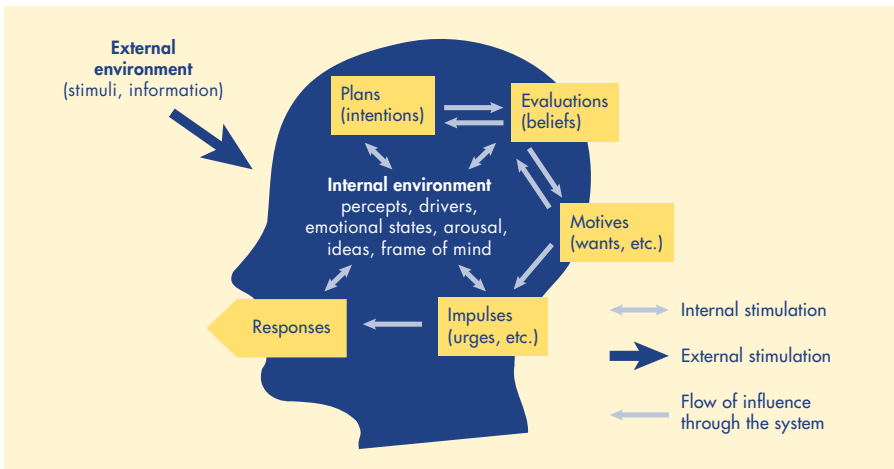 External
environment
(stimuli, information)
Plans
(intentions)
Evaluations
(beliefs)
Internal environment
percepts, drivers,
emotional states, arousal,
ideas, frame of mind
Motives
(wants, etc.)
Responses
Impulses
(urges, etc.)
Internal stimulation
External stimulation
Flow of influence
through the system